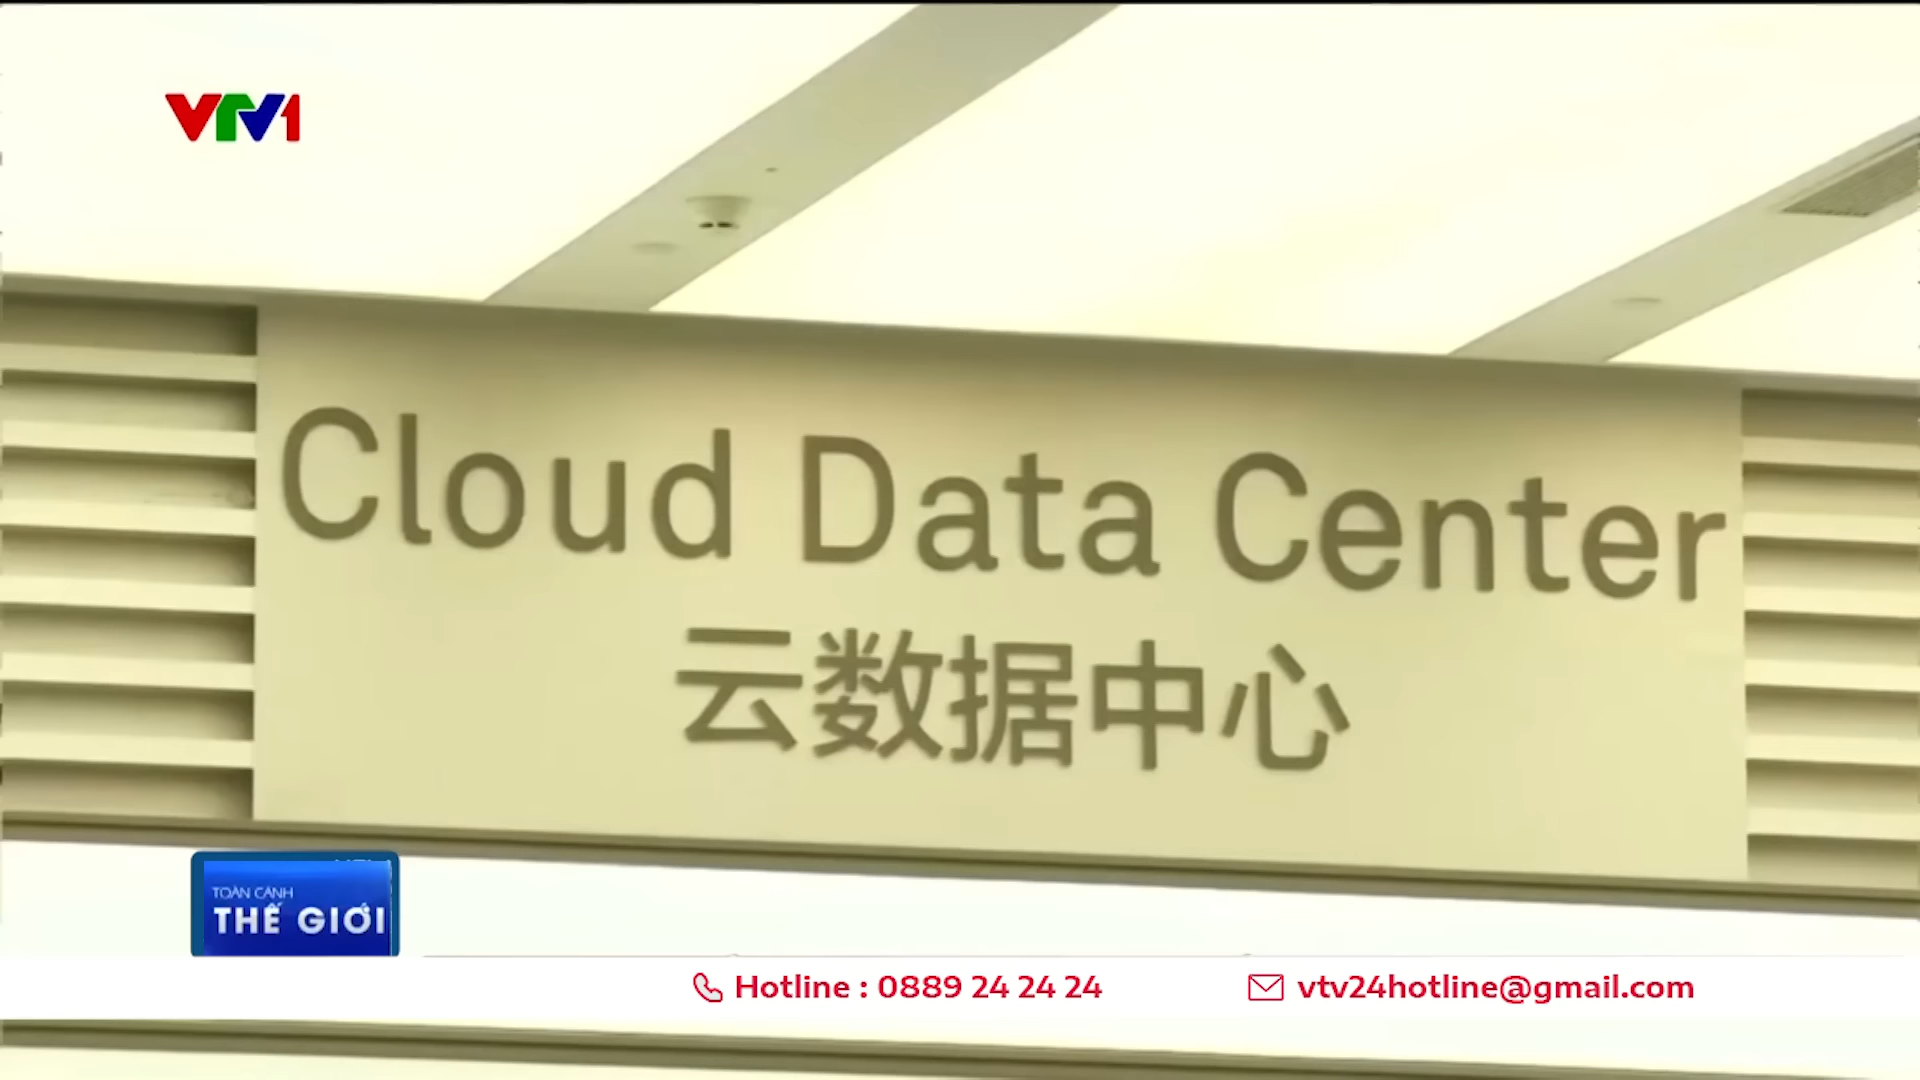 VTV1
Cloud Data Center
云数据中心
TOÀN CẢNH
THẾ GIỚI
Hotline : 0889 24 24 24
vtv24hotline@gmail.com